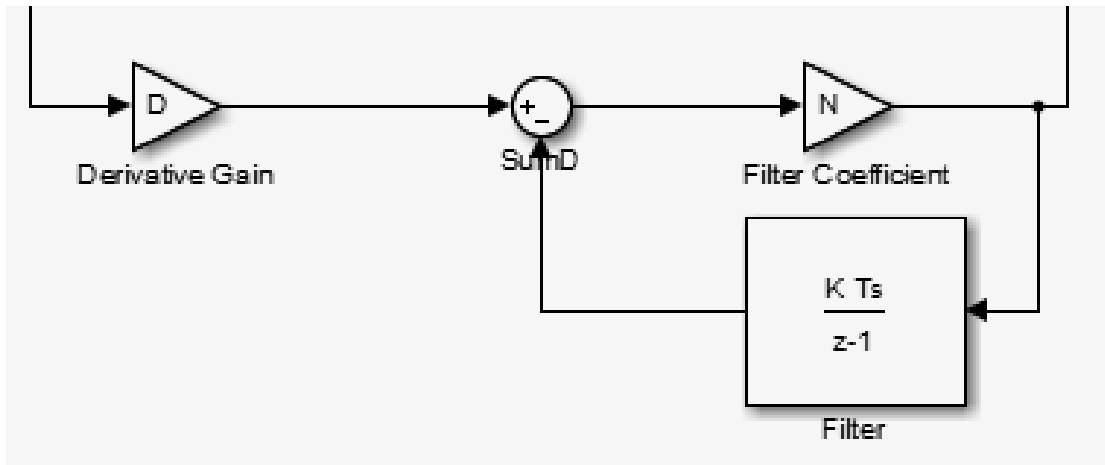 D
+
−
N
Derivative Gain
SumD
Filter Coefficient
K Ts
z-1
Filter